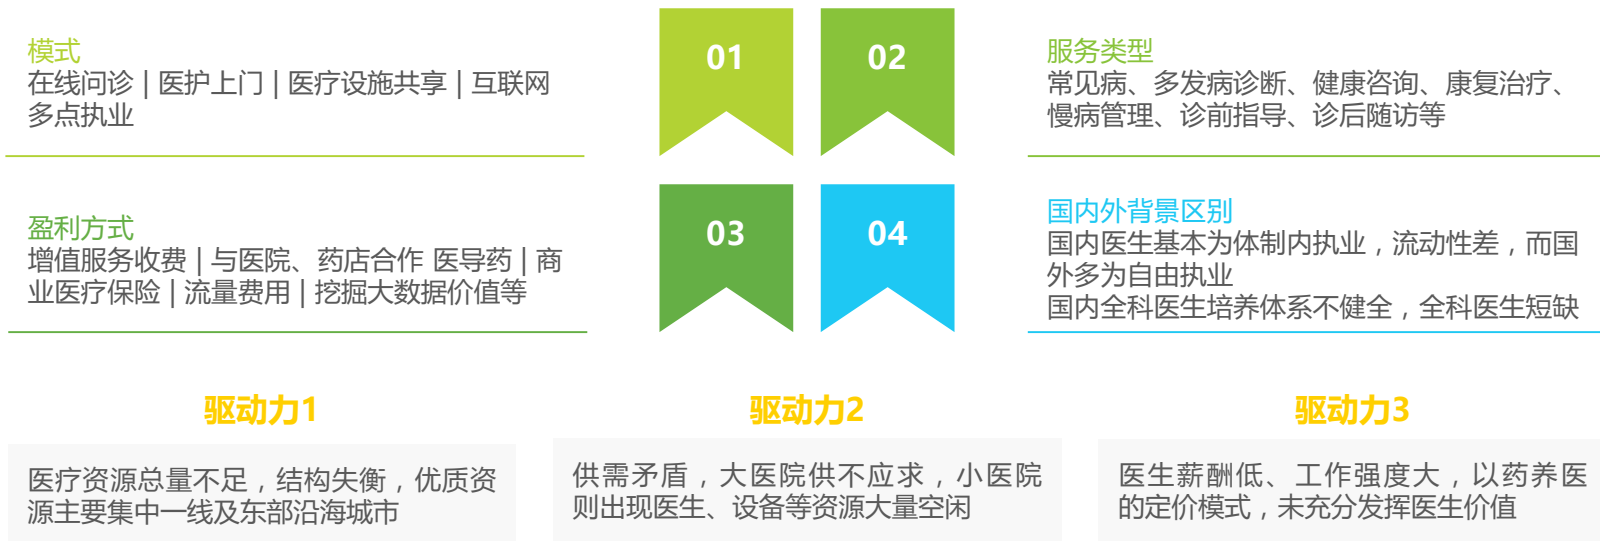 模式
在线问诊 | 医护上门 | 医疗设施共享 | 互联网
多点执业
01
02
服务类型
常见病、多发病诊断、健康咨询、康复治疗、
慢病管理、诊前指导、诊后随访等
盈利方式
增值服务收费 | 与医院、药店合作 医导药 | 商
业医疗保险 | 流量费用 | 挖掘大数据价值等
03
04
国内外背景区别
国内医生基本为体制内执业，流动性差，而国
外多为自由执业
国内全科医生培养体系不健全，全科医生短缺
驱动力1
医疗资源总量不足，结构失衡，优质资
源主要集中一线及东部沿海城市
驱动力2
供需矛盾，大医院供不应求，小医院
则出现医生、设备等资源大量空闲
驱动力3
医生薪酬低、工作强度大，以药养医
的定价模式，未充分发挥医生价值